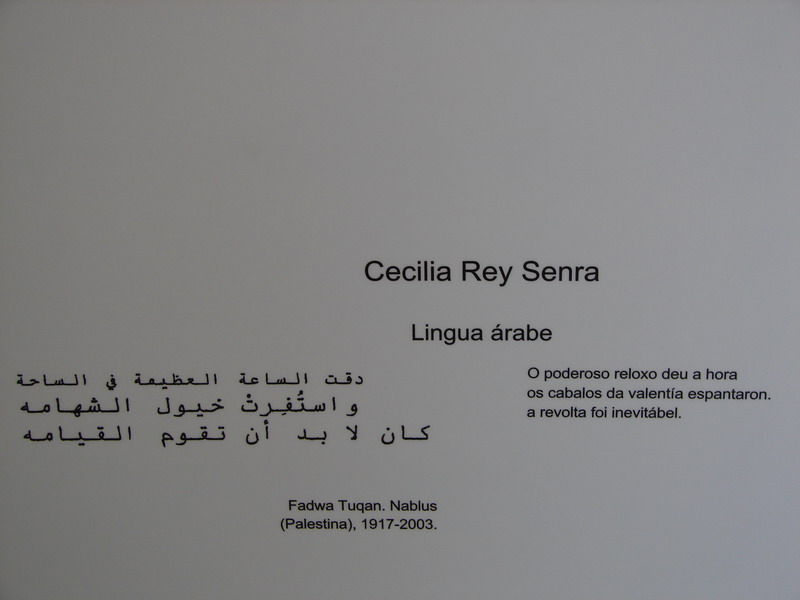 Cecilia Rey Senra
Lingua árabe
دقت الساعة العظيمة في الساحة
واستُفِرتْ خيول الشهامه
كان لا بد أن تقوم القيامه
O poderoso reloxo deu a hora
os cabalos da valentía espantaron.
a revolta foi inevitábel.
Fadwa Tuqan. Nablus
(Palestina), 1917-2003.